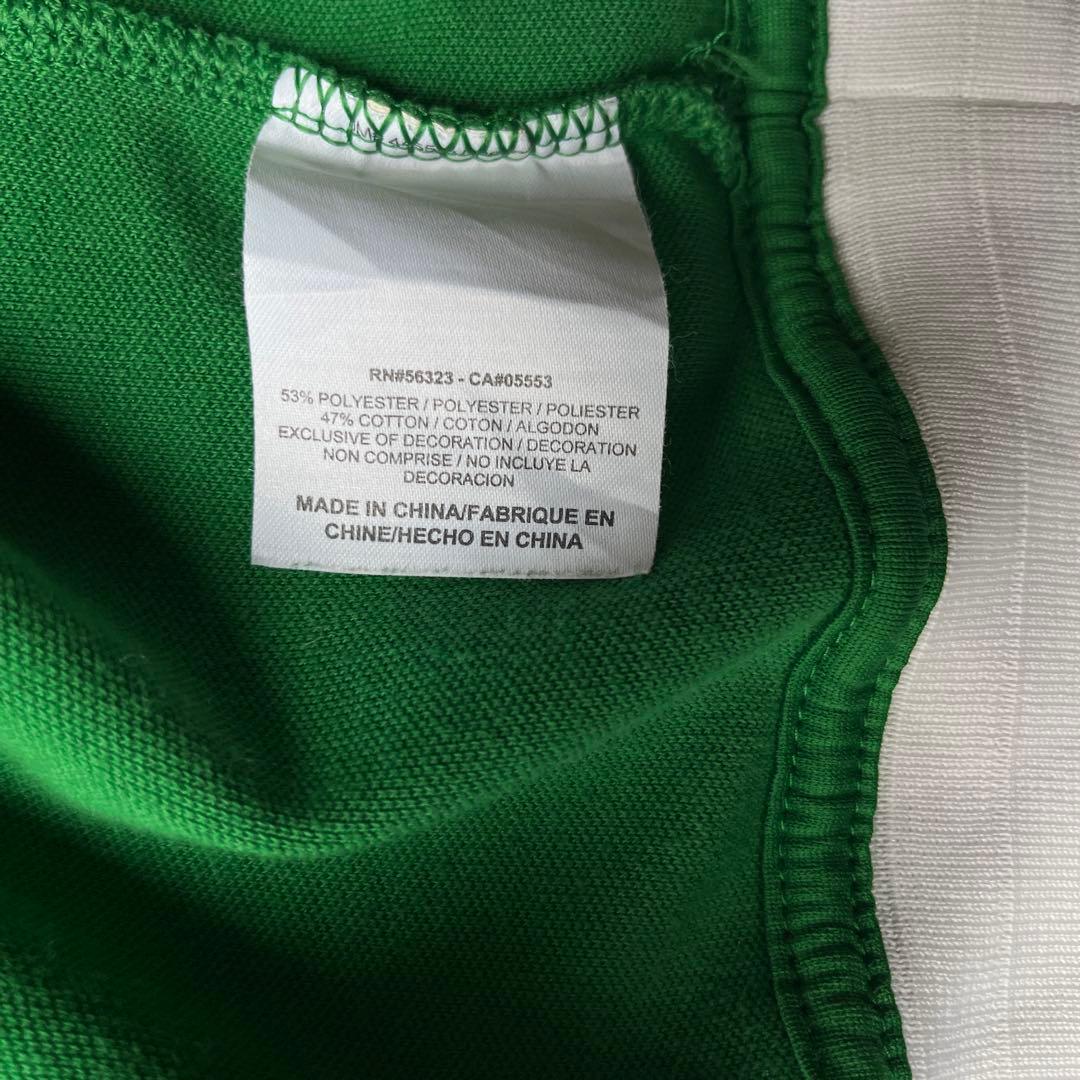 RN#56323 - CA#05553
53% POLYESTER / POLYESTER / POLIESTER
47% COTTON / COTON / ALGODON
EXCLUSIVE OF DECORATION / DECORATION
NON COMPRISE / NO INCLUYE LA
DECORACION
MADE IN CHINA/FABRIQUE EN
CHINE/HECHO EN CHINA